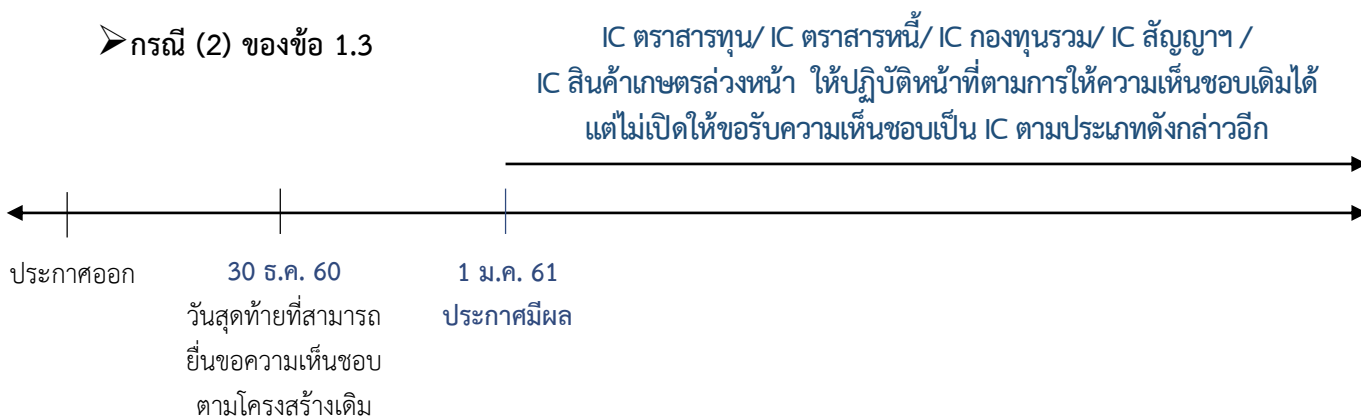 ➢กรณี (2) ของข้อ 1.3
IC ตราสารทุน/ IC ตราสารหนี้/ IC กองทุนรวม/ IC สัญญาฯ /
IC สินค้าเกษตรล่วงหน้า ให้ปฏิบัติหน้าที่ตามการให้ความเห็นชอบเดิมได้
แต่ไม่เปิดให้ขอรับความเห็นชอบเป็น IC ตามประเภทดังกล่าวอีก
ประกาศออก
30 ธ.ค. 60
วันสุดท้ายที่สามารถ
ยื่นขอความเห็นชอบ
ตามโครงสร้างเดิม
1 ม.ค. 61
ประกาศมีผล